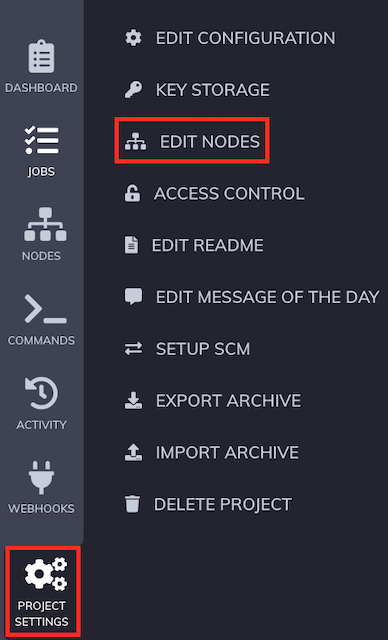 DASHBOARD
JOBS
NODES
COMMANDS
ACTIVITY
WEBHOOKS
PROJECT
SETTINGS
EDIT CONFIGURATION
KEY STORAGE
EDIT NODES
ACCESS CONTROL
EDIT README
EDIT MESSAGE OF THE DAY
SETUP SCM
EXPORT ARCHIVE
IMPORT ARCHIVE
DELETE PROJECT